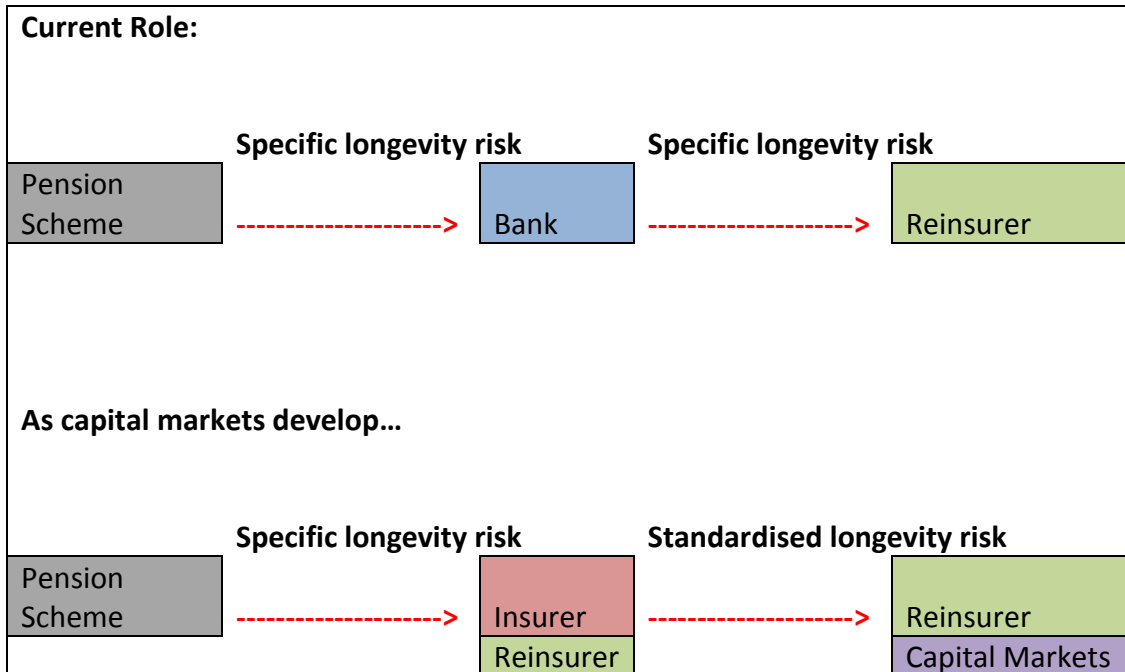 Current Role:
Specific longevity risk Specific longevity risk
Pension
Scheme --------------------> Bank --------------------> Reinsurer
As capital markets develop…
Specific longevity risk Standardised longevity risk
Pension
Scheme --------------------> Insurer --------------------> Reinsurer
Reinsurer Capital Markets